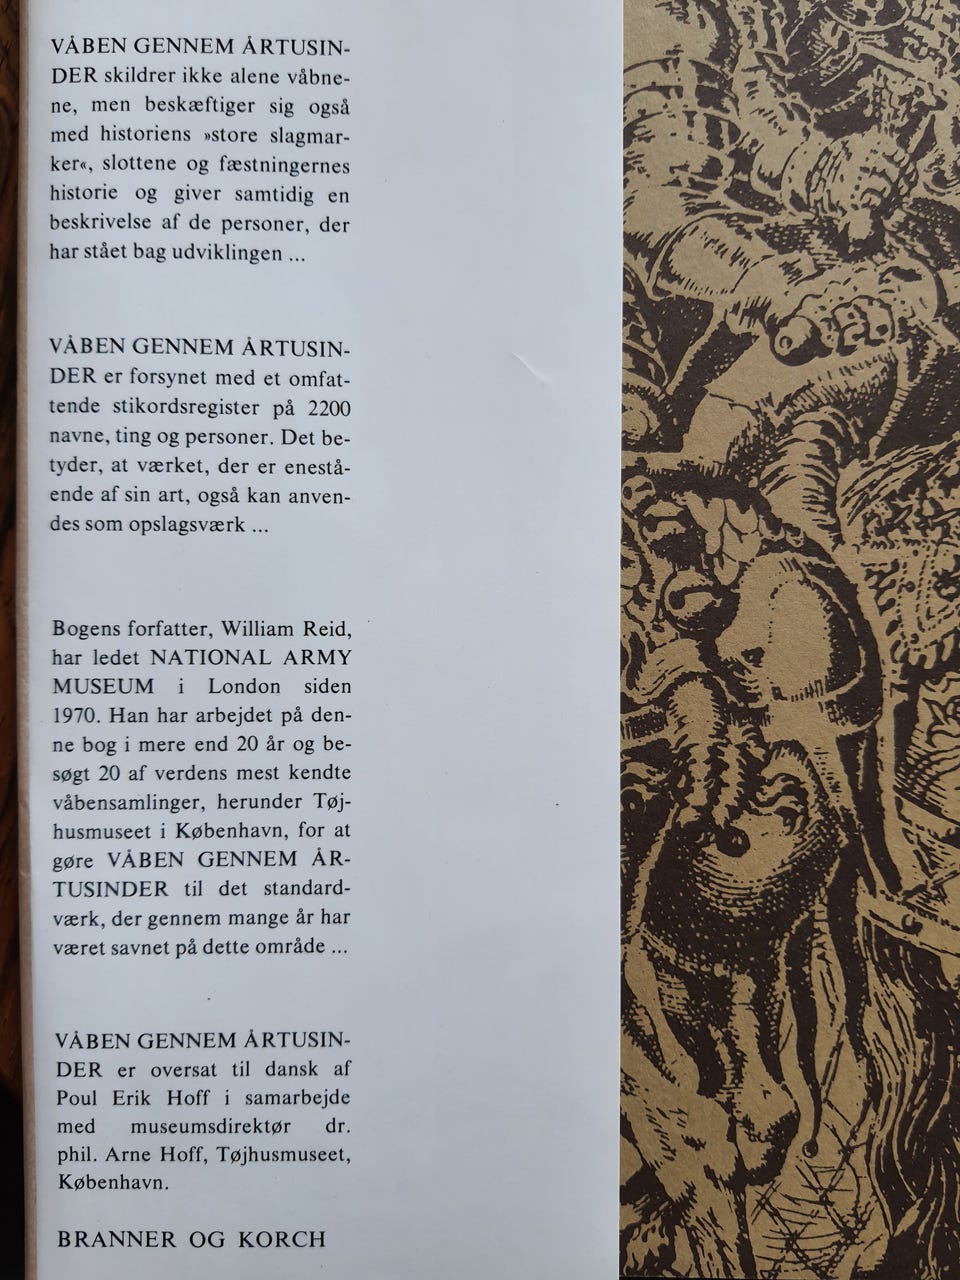 VÅBEN GENNEM ÅRTUSIN-
DER skildrer ikke alene våbne-
ne, men beskæftiger sig også
med historiens »store slagmar-
ker«, slottene og fæstningernes
historie og giver samtidig en
beskrivelse af de personer, der
har stået bag udviklingen ...
VÅBEN GENNEM ÅRTUSIN-
DER er forsynet med et omfat-
tende stikordsregister på 2200
navne, ting og personer. Det be-
tyder, at værket, der er enestå-
ende af sin art, også kan anven-
des som opslagsværk ...
Bogens forfatter, William Reid,
har ledet NATIONAL ARMY
MUSEUM i London siden
1970. Han har arbejdet på den-
ne bog i mere end 20 år og be-
søgt 20 af verdens mest kendte
våbensamlinger, herunder Tøj-
husmuseet i København, for at
gøre VÅBEN GENNEM ÅR-
TUSINDER til det standard-
værk, der gennem mange år har
været savnet på dette område ...
VÅBEN GENNEM ÅRTUSIN-
DER er oversat til dansk af
Poul Erik Hoff i samarbejde
med museumsdirektør dr.
phil. Arne Hoff, Tøjhusmuseet,
København.
BRANNER OG KORCH